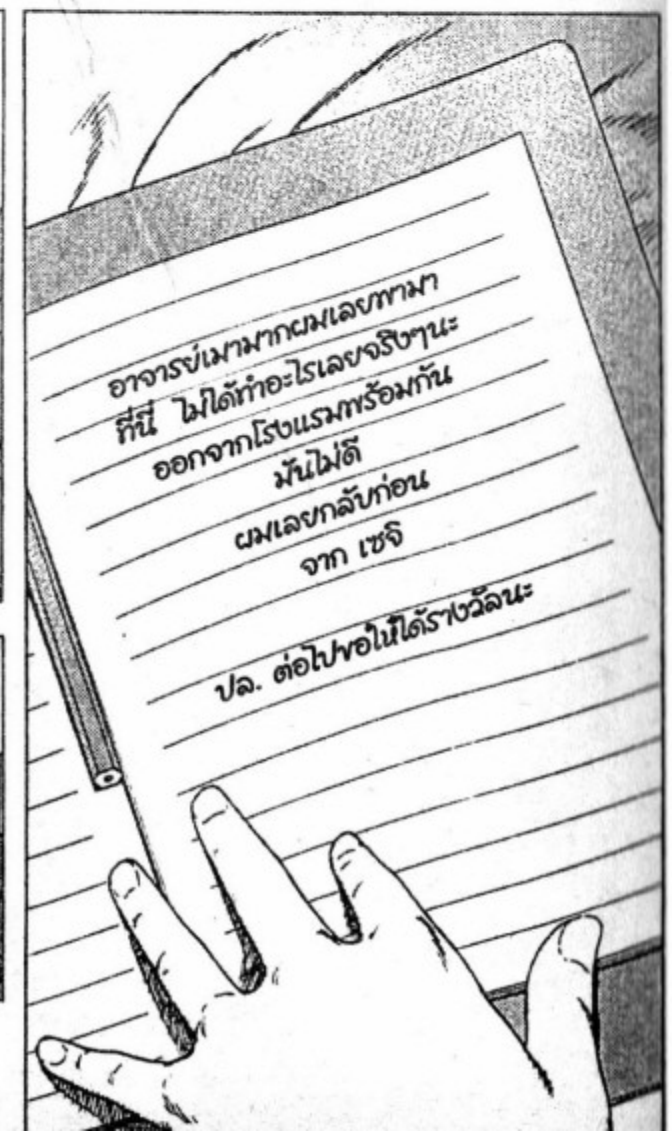 อาจารย์เมามากผมเลยพามา
ที่นี่ ไม่ได้ทำอะไรเลยจริงๆนะ
ออกจากโรงแรมพร้อมกัน
มันไม่ดี
ผมเลยกลับก่อน
จาก เซจิ
ปล. ต่อไปขอให้ได้รางวัลนะ